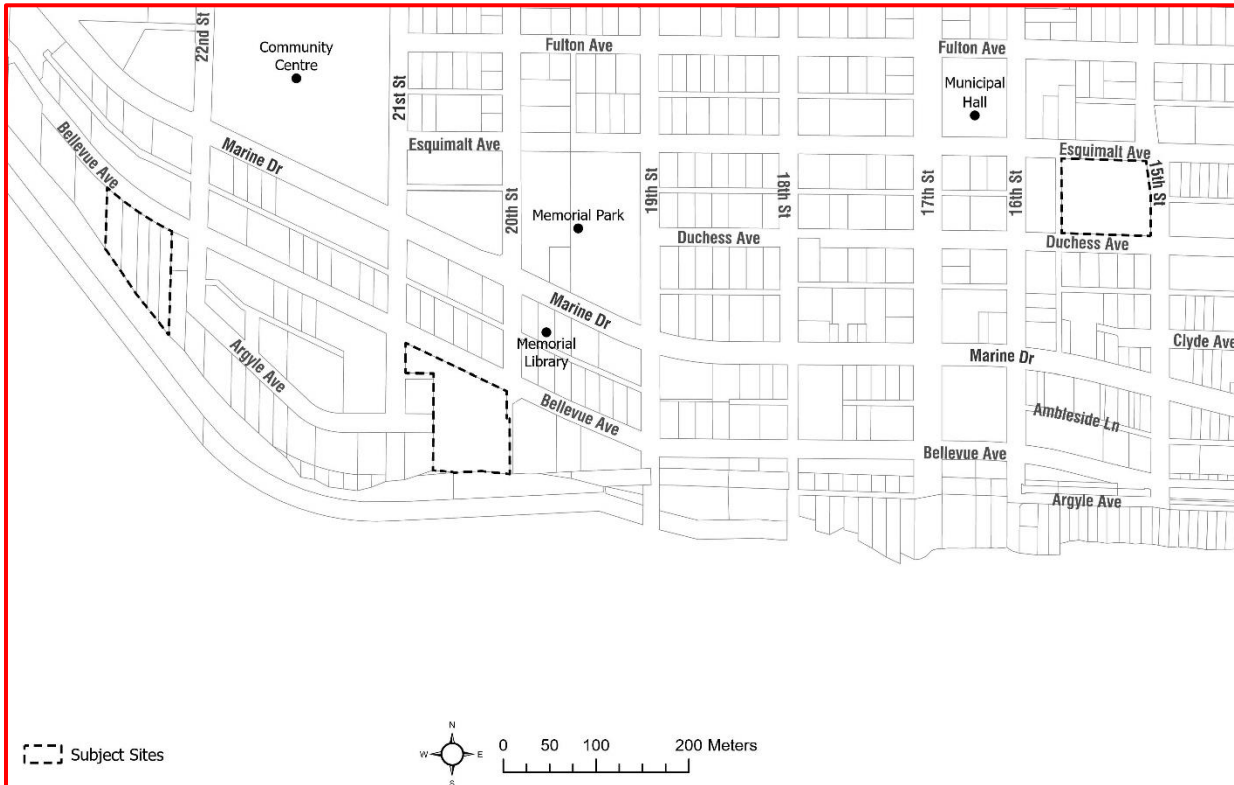 22nd St
Community
Centre
Fulton Ave
Fulton Ave
21st St
Municipal
Hall
Bellevue Ave
Marine Dr
Esquimalt Ave
Esquimalt Ave
20th St
19th St
18th St
17th St
16th St
15th St
Memorial Park
Duchess Ave
Duchess Ave
Marine Dr
Memorial
Library
Argyle Ave
Marine Dr
Clyde Ave
Bellevue Ave
Ambleside Ln
Bellevue Ave
Argyle Ave
Subject Sites
N
W
E
S
0 50 100 200 Meters